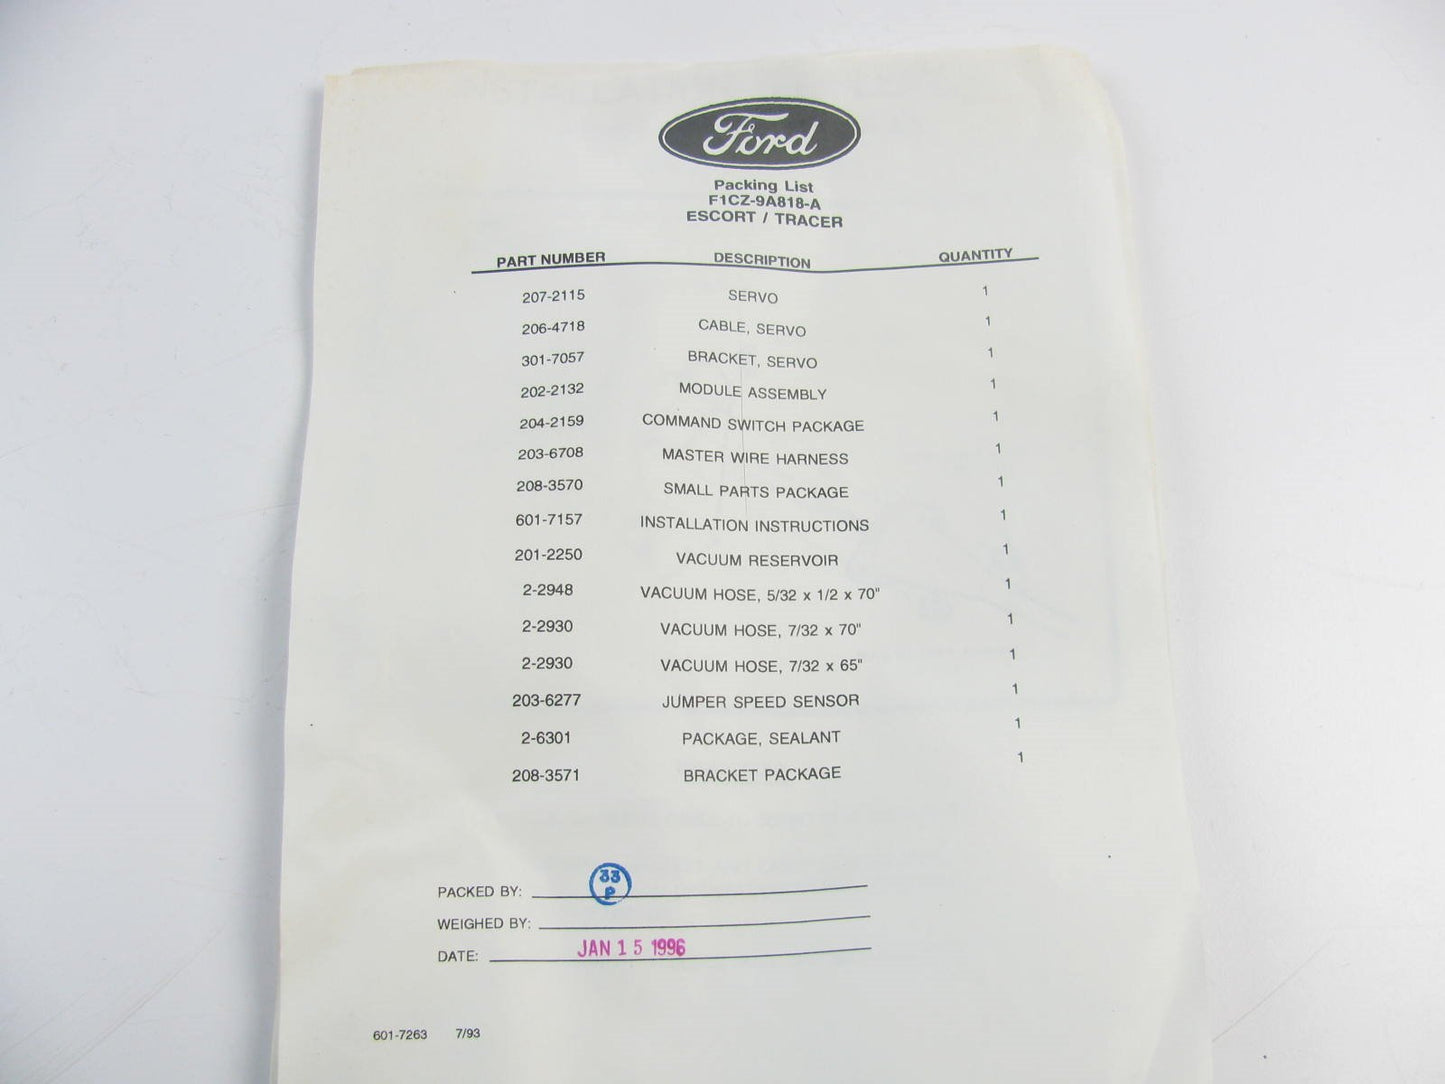 Ford
Packing List
F1CZ-9A818-A
ESCORT / TRACER
PART NUMBER DESCRIPTION QUANTITY
207-2115 SERVO 1
206-4718 CABLE, SERVO 1
301-7057 BRACKET, SERVO 1
202-2132 MODULE ASSEMBLY 1
204-2159 COMMAND SWITCH PACKAGE 1
203-6708 MASTER WIRE HARNESS 1
208-3570 SMALL PARTS PACKAGE 1
601-7157 INSTALLATION INSTRUCTIONS 1
201-2250 VACUUM RESERVOIR 1
2-2948 VACUUM HOSE, 5/32 x 1/2 x 70" 1
2-2930 VACUUM HOSE, 7/32 x 70" 1
2-2930 VACUUM HOSE, 7/32 x 65" 1
203-6277 JUMPER SPEED SENSOR 1
2-6301 PACKAGE, SEALANT 1
208-3571 BRACKET PACKAGE 1
33
P
PACKED BY:
WEIGHED BY:
DATE: JAN 15 1996
601-7263 7/93